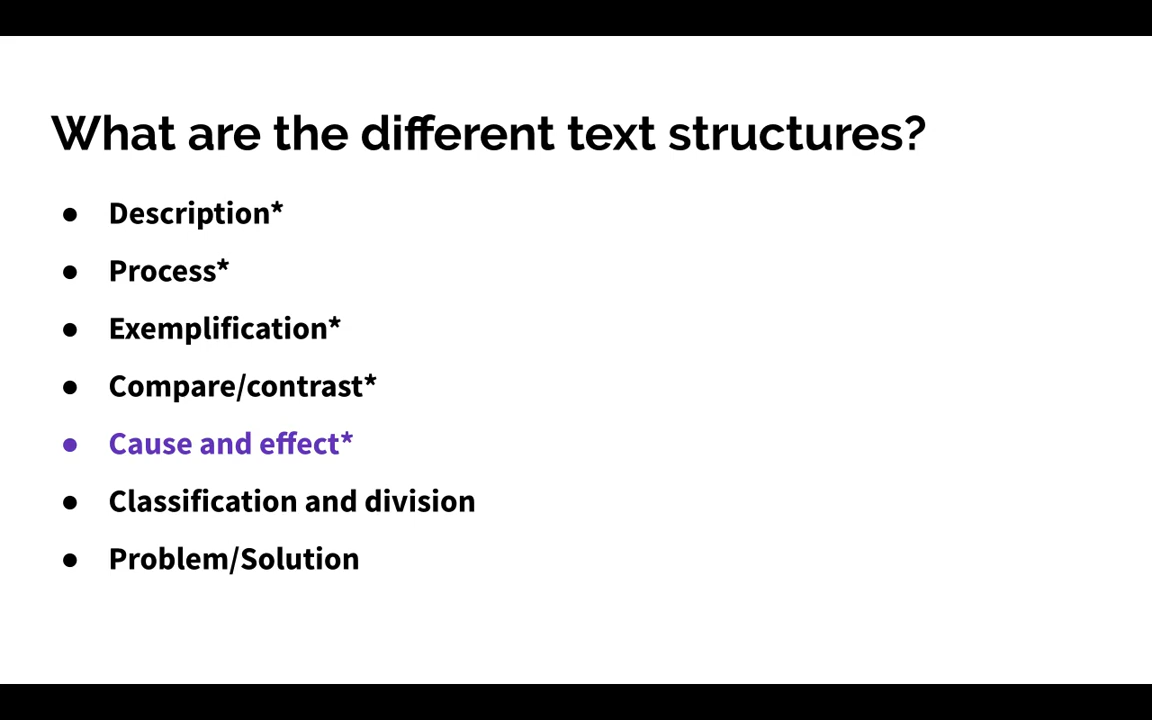 What are the different text structures?
● Description*
● Process*
● Exemplification*
● Compare/contrast*
● Cause and effect*
● Classification and division
● Problem/Solution